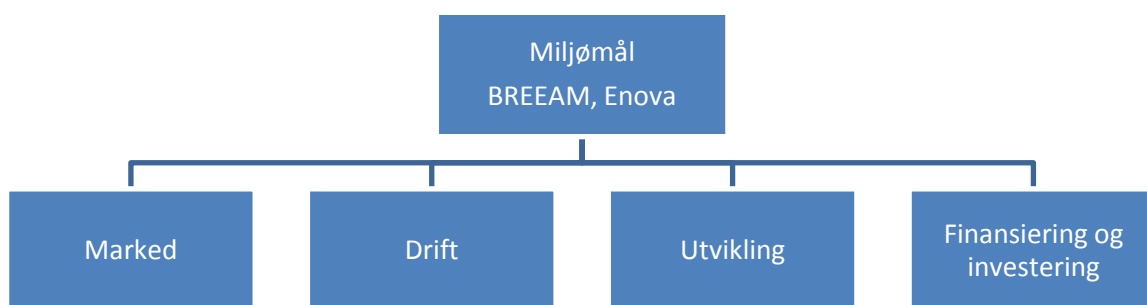 Miljømål
BREEAM, Enova
Marked
Drift
Utvikling
Finansiering og
investering